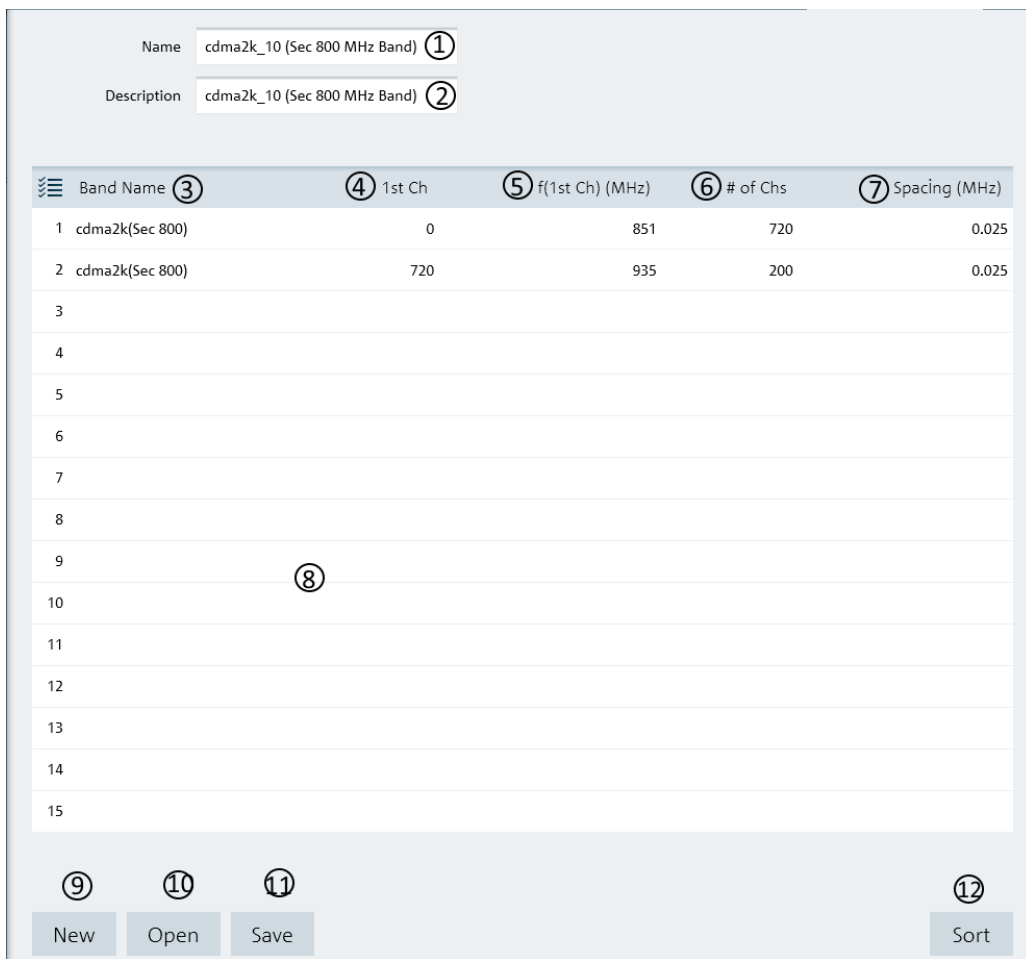 Name cdma2k_10 (Sec 800 MHz Band) ①
Description cdma2k_10 (Sec 800 MHz Band) ②
Band Name ③ ④ 1st Ch ⑤ f(1st Ch) (MHz) ⑥ # of Chs ⑦ Spacing (MHz)
1 cdma2k(Sec 800) 0 851 720 0.025
2 cdma2k(Sec 800) 720 935 200 0.025
3
4
5
6
7
8
9
⑧
10
11
12
13
14
15
⑨ ⑩ ⑪ ⑫
New Open Save Sort